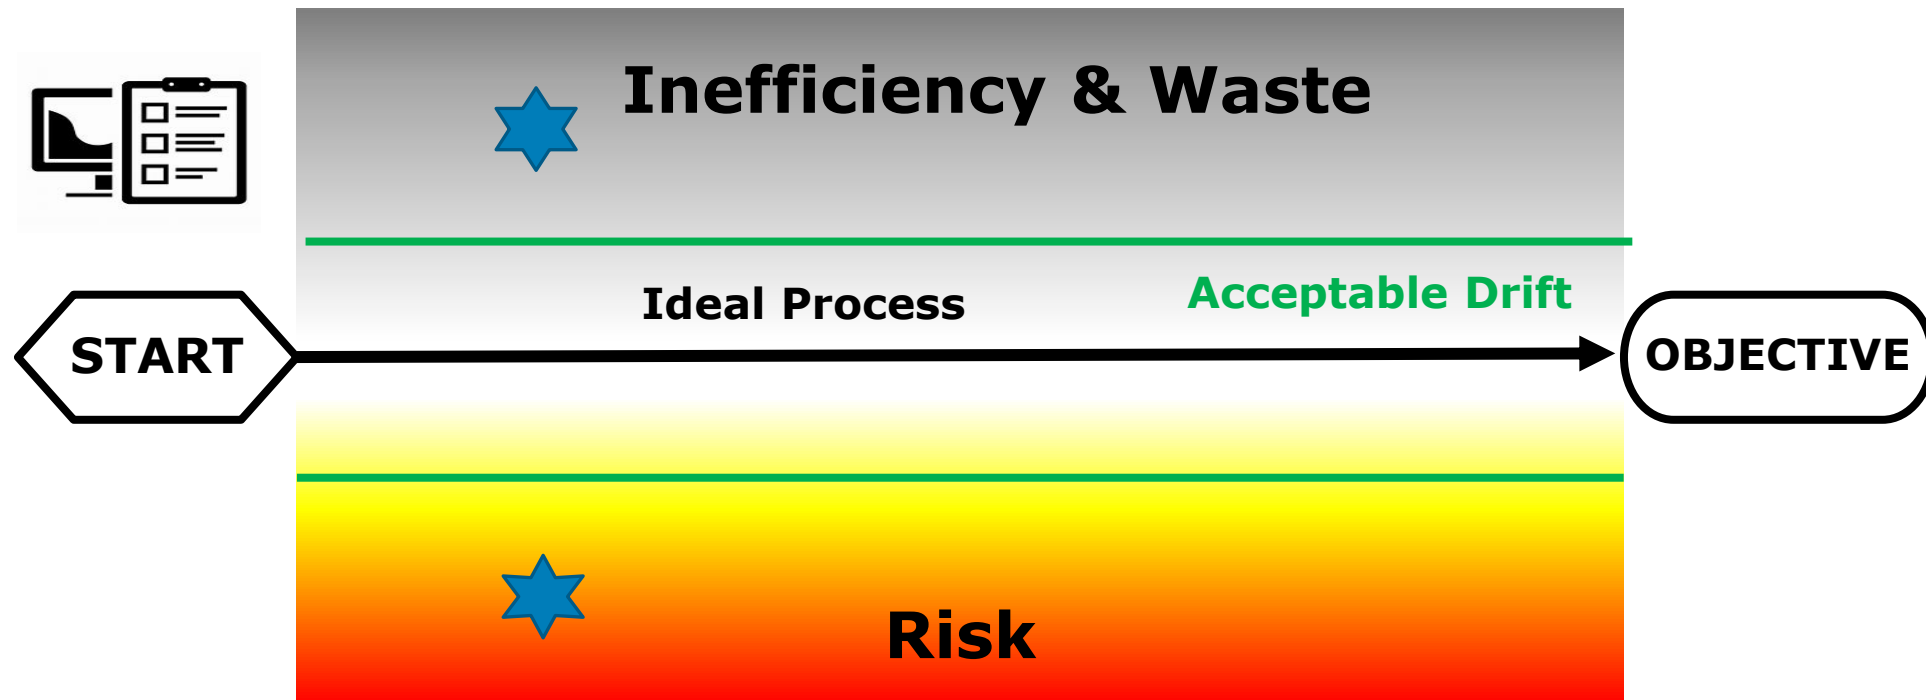 Inefficiency & Waste
Ideal Process
Acceptable Drift
START
OBJECTIVE
Risk